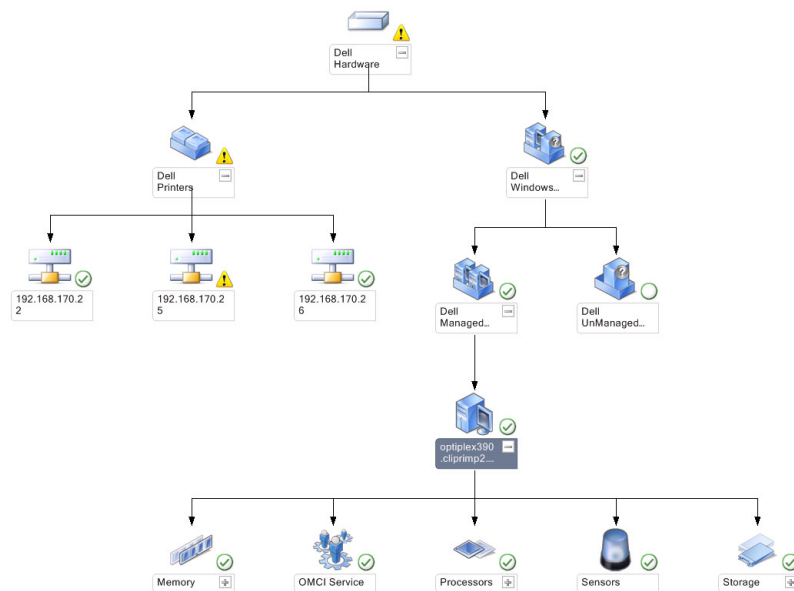 Dell
Hardware
Dell
Printers
Dell
Windows...
192.168.170.2
2
192.168.170.2
5
192.168.170.2
6
Dell
Managed...
Dell
UnManaged...
optiplex390
.cliprimp2....
Memory
OMCI Service
Processors
Sensors
Storage